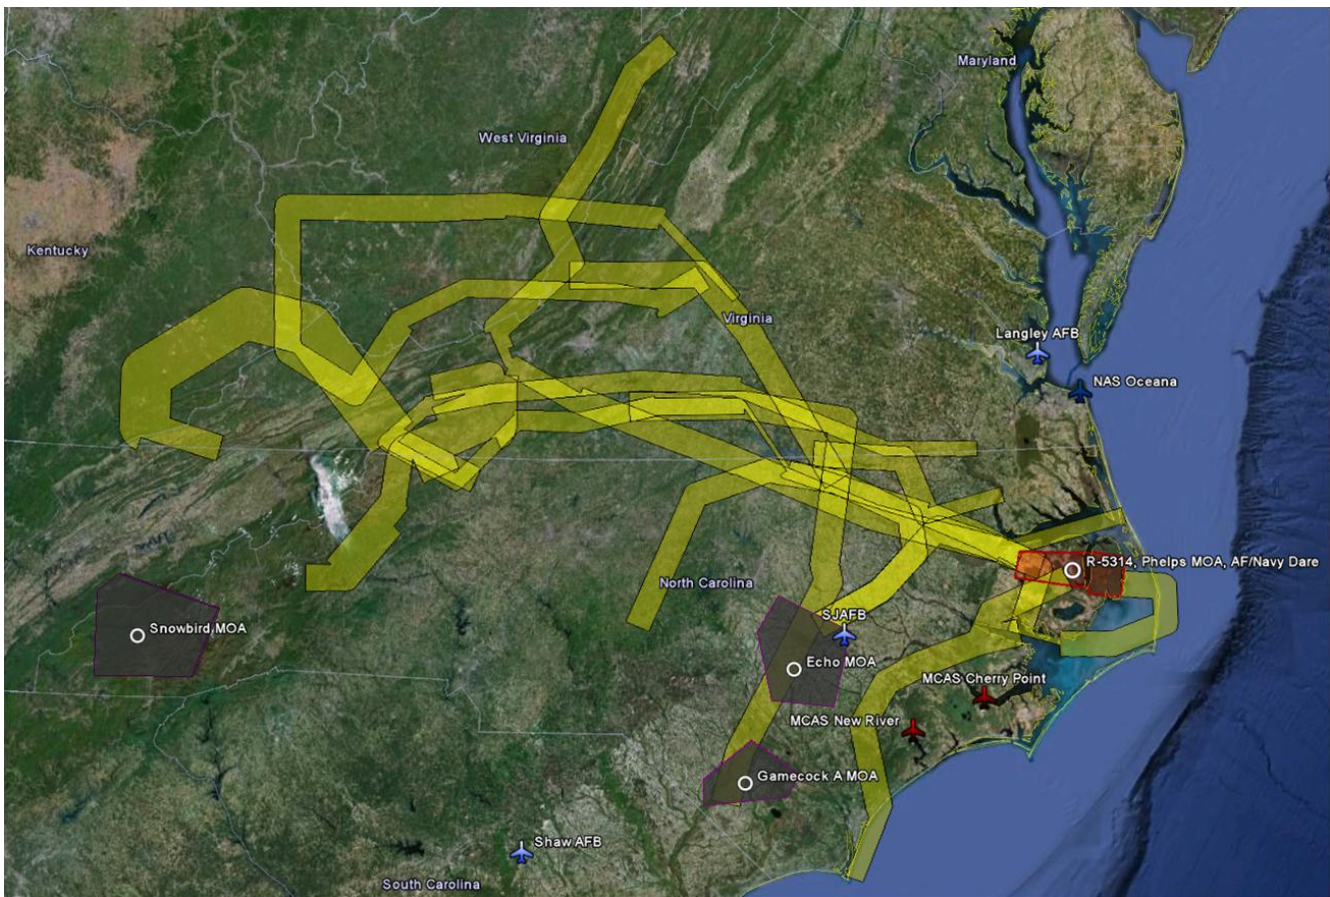 Maryland
West Virginia
Kentucky
Virginia
Langley AFB
NAS Oceana
R-5314, Phelps MOA, AF/Navy Dare
North Carolina
SJAFB
Snowbird MOA
Echo MOA
MCAS Cherry Point
MCAS New River
Gamecock A MOA
Shaw AFB
South Carolina